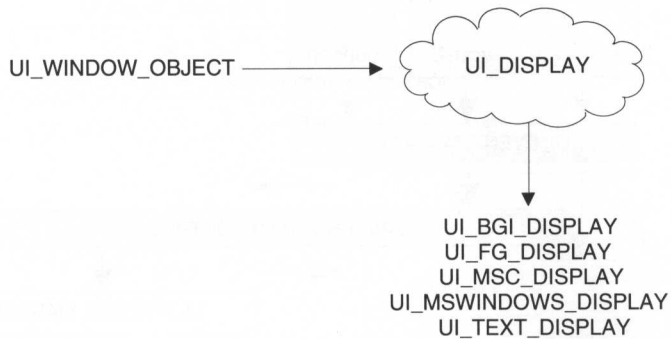 UI_WINDOW_OBJECT
UI_DISPLAY
UI_BGI_DISPLAY
UI_FG_DISPLAY
UI_MSC_DISPLAY
UI_MSWINDOWS_DISPLAY
UI_TEXT_DISPLAY